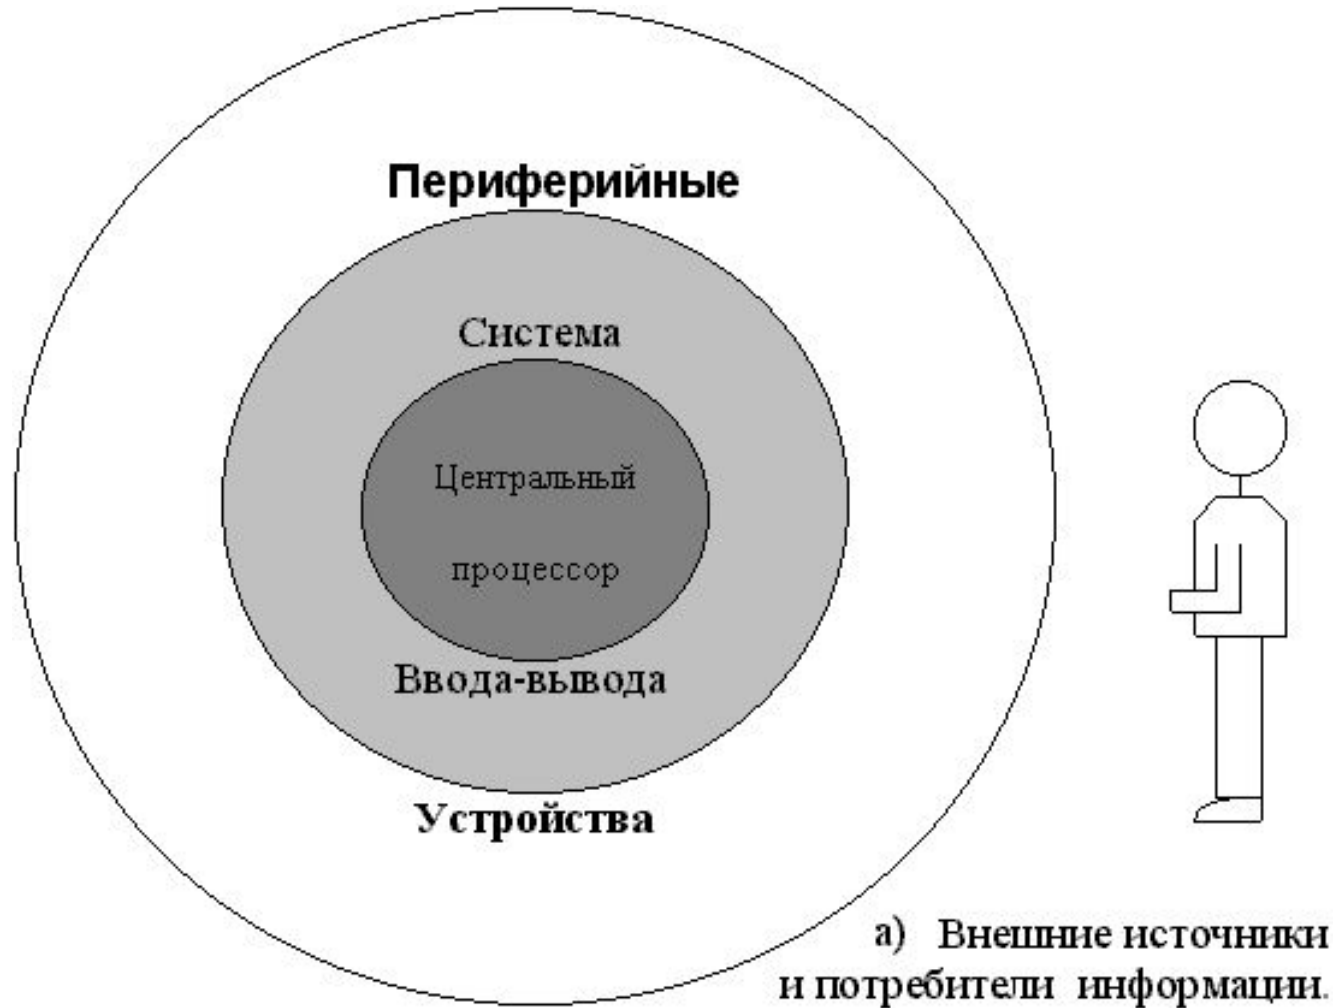 Периферийные
Система
Центральный
процессор
Ввода-вывода
Устройства
а) Внешние источники
и потребители информации.